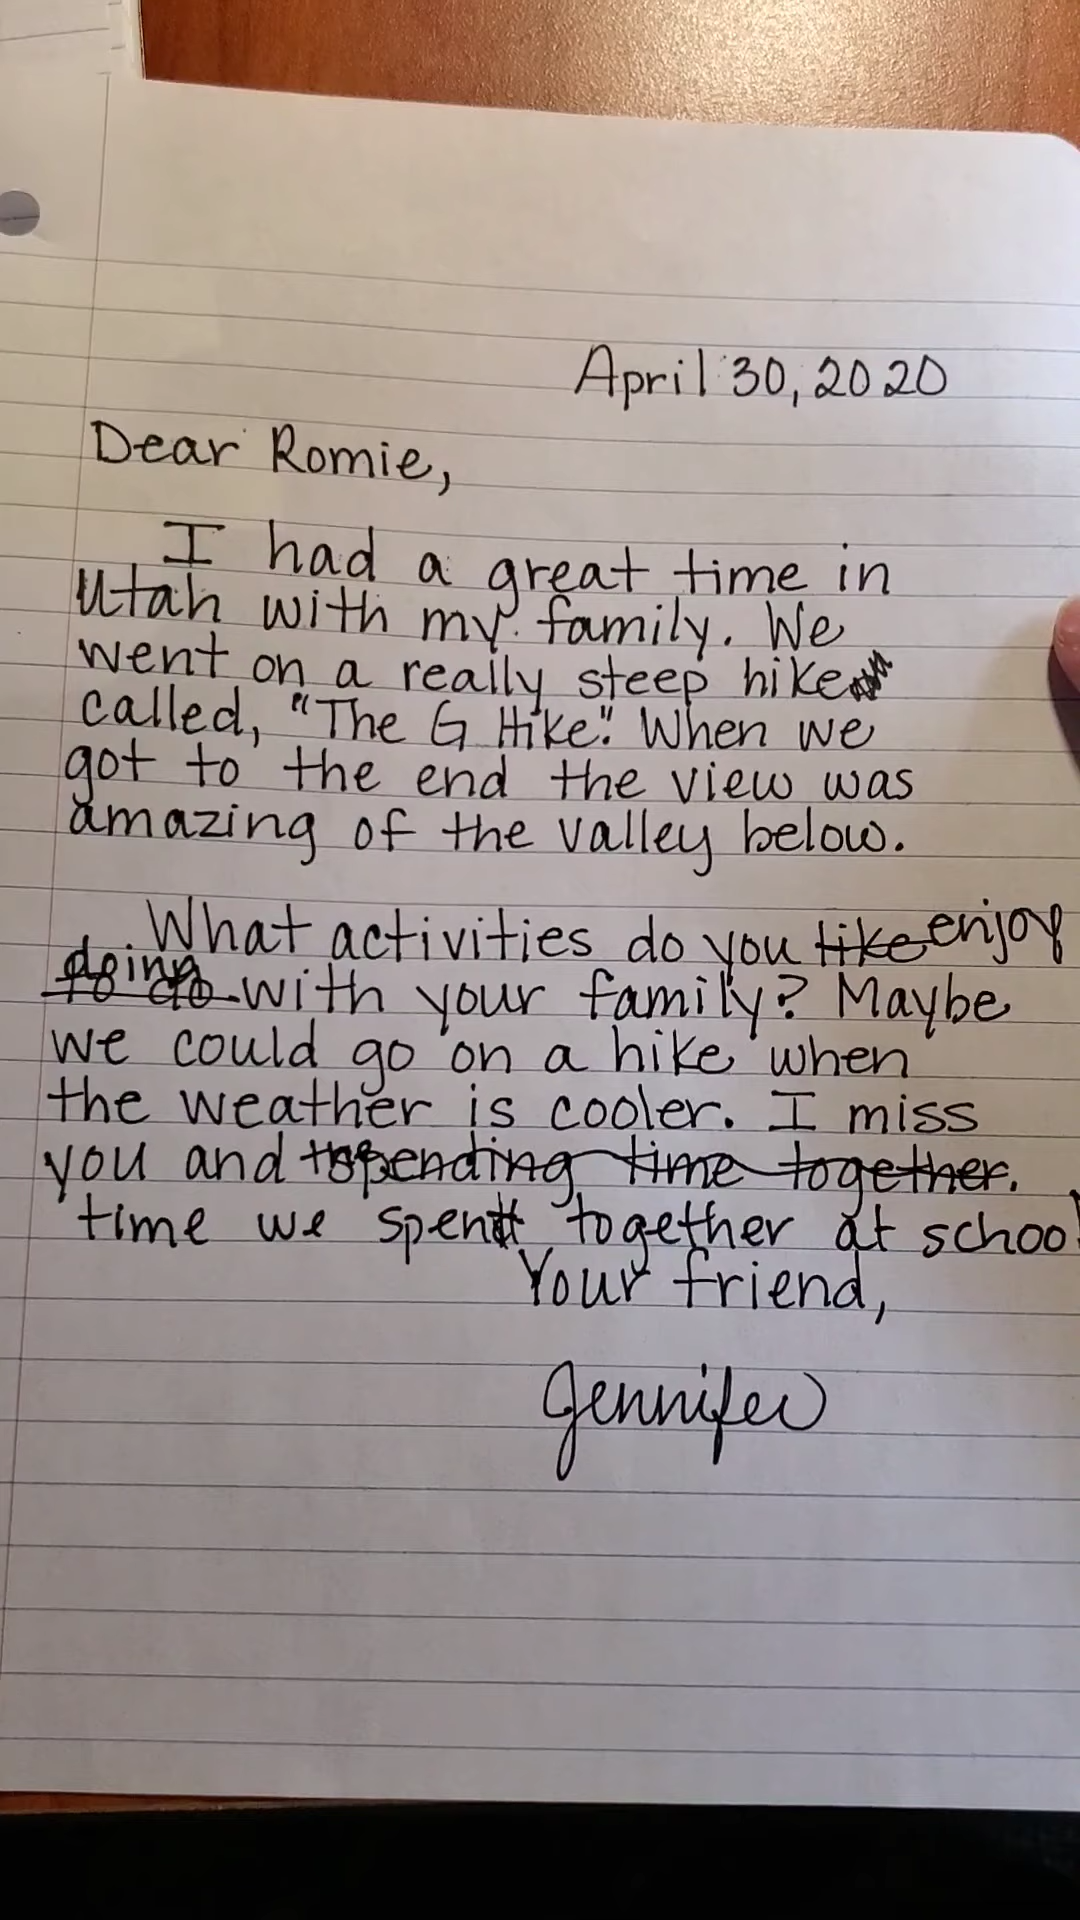 April 30, 2020
Dear Romie,
I had a great time in
Utah with my family. We
went on a really steep hike
called, "The G Hike." When we
got to the end the view was
amazing of the valley below.
What activities do you like enjoy
doing
to do with your family? Maybe
we could go on a hike when
the weather is cooler. I miss
you and spending time together.
time we spent together at school
Your friend,
Jennifer